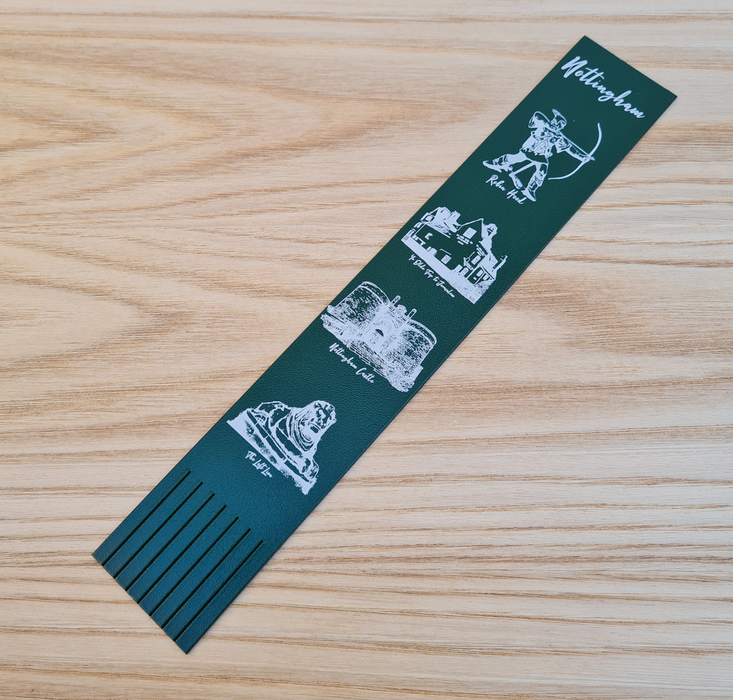 Nottingham
Robin Hood
Ye Olde Trip to Jerusalem
Nottingham Castle
The Left Lion